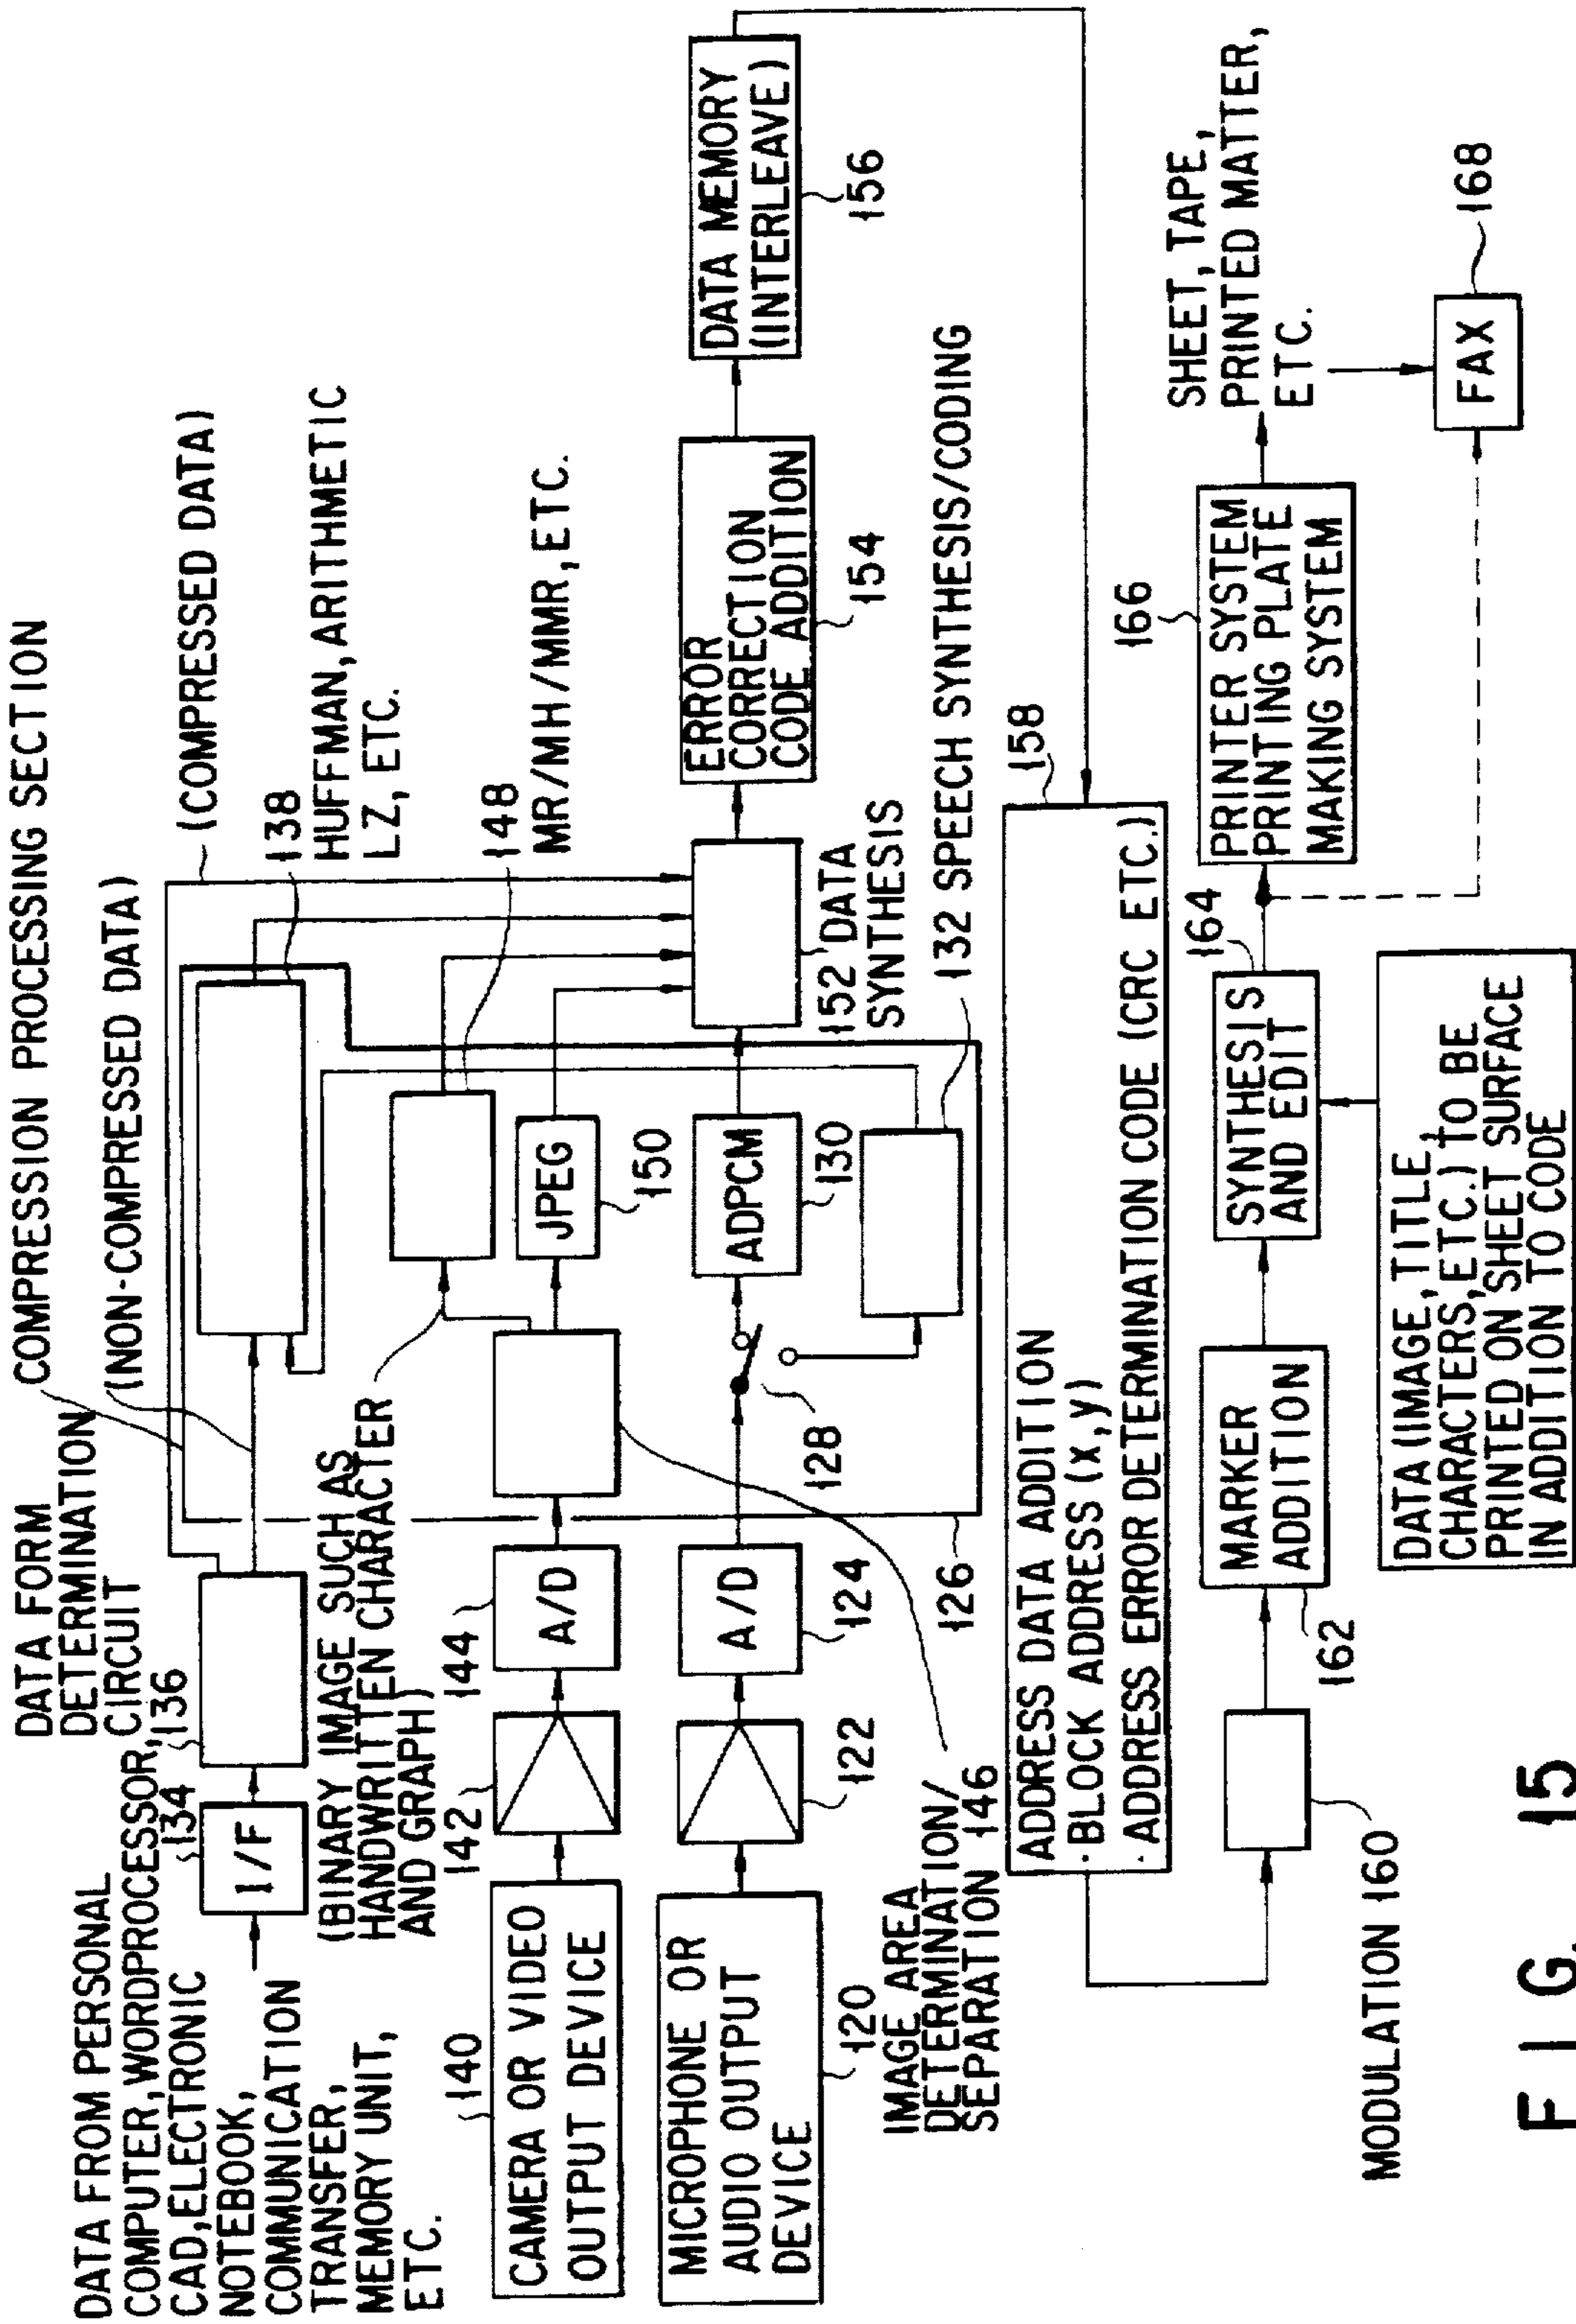 COMPRESSION PROCESSING SECTION
DATA FORM
DETERMINATION
CIRCUIT
136
(NON-COMPRESSED DATA)
(COMPRESSED DATA)
138
HUFFMAN, ARITHMETIC
LZ, ETC.
DATA FROM PERSONAL
COMPUTER, WORDPROCESSOR,
CAD, ELECTRONIC
NOTEBOOK,
COMMUNICATION
TRANSFER,
MEMORY UNIT,
ETC.
134
I/F
(BINARY IMAGE SUCH AS
HANDWRITTEN CHARACTER
AND GRAPH)
148
MR/MH/MMR, ETC.
140
CAMERA OR VIDEO
OUTPUT DEVICE
142
144
A/D
JPEG
150
MICROPHONE OR
AUDIO OUTPUT
DEVICE
120
122
A/D
124
126
128
ADPCM
130
132 SPEECH SYNTHESIS/CODING
152 DATA
SYNTHESIS
ERROR
CORRECTION
CODE ADDITION
154
DATA MEMORY
(INTERLEAVE)
156
IMAGE AREA
DETERMINATION/
SEPARATION 146
158
ADDRESS DATA ADDITION
·BLOCK ADDRESS (x,y)
·ADDRESS ERROR DETERMINATION CODE (CRC ETC.)
MODULATION 160
MARKER
ADDITION
162
SYNTHESIS
AND EDIT
164
DATA (IMAGE, TITLE,
CHARACTERS, ETC.) TO BE
PRINTED ON SHEET SURFACE
IN ADDITION TO CODE
166
PRINTER SYSTEM
PRINTING PLATE
MAKING SYSTEM
SHEET, TAPE,
PRINTED MATTER,
ETC.
FAX
168
FIG. 15